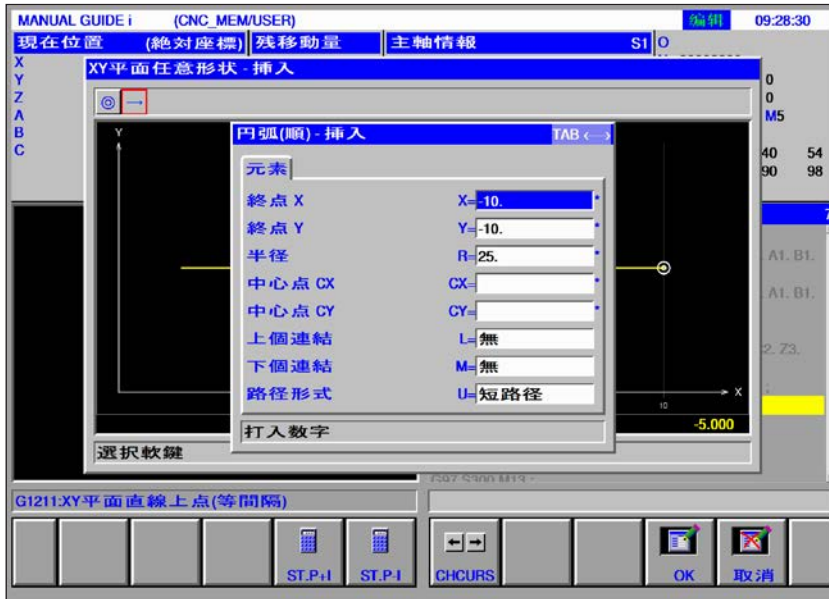 MANUAL GUIDE i (CNC_MEM/USER) 编辑 09:28:30
現在位置 (絶対座標) 残移動量 主軸情報 S1 O
X
Y 0
Z 0
A M5
B 40 54
C 90 98
XY平面任意形状 - 挿入
Y
円弧(順) - 挿入 TAB ←→
元素
終点 X X= -10. *
終点 Y Y= -10. *
半径 R= 25.
中心点 CX CX= *
中心点 CY CY= *
上個連結 L= 無
下個連結 M= 無
路径形式 U= 短路径
打入数字
A1. B1.
A1. B1.
2. Z3.
;
X
10
-5.000
選択軟鍵
G97 S300 M13 ;
G1211:XY平面直線上点(等間隔)
ST.P+I ST.P-I CHCURS OK 取消